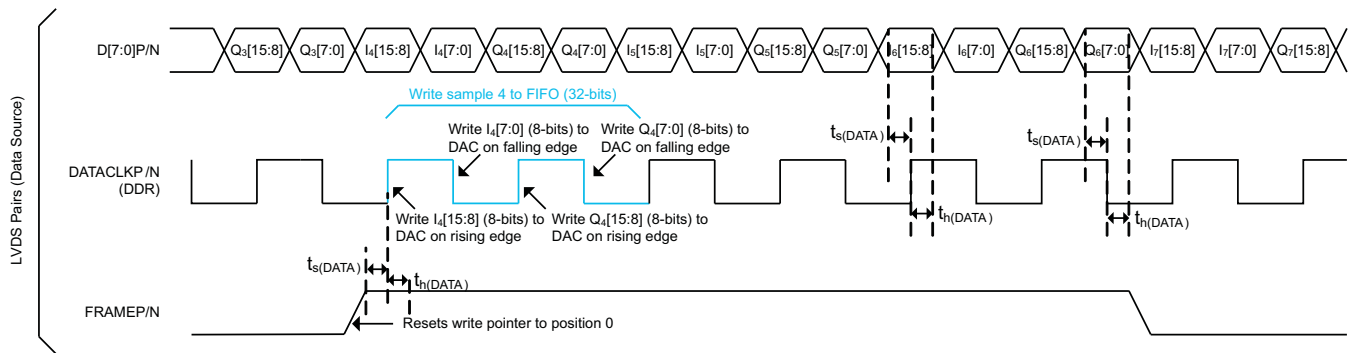 D[7:0]P/N
Q₃[15:8] Q₃[7:0] I₄[15:8] I₄[7:0] Q₄[15:8] Q₄[7:0] I₅[15:8] I₅[7:0] Q₅[15:8] Q₅[7:0] I₆[15:8] I₆[7:0] Q₆[15:8] Q₆[7:0] I₇[15:8] I₇[7:0] Q₇[15:8]
LVDS Pairs (Data Source)
Write sample 4 to FIFO (32-bits)
Write I₄[7:0] (8-bits) to
DAC on falling edge
Write Q₄[7:0] (8-bits) to
DAC on falling edge
tₛ(DATA)
tₛ(DATA)
DATACLKP/N
(DDR)
Write I₄[15:8] (8-bits) to
DAC on rising edge
Write Q₄[15:8] (8-bits) to
DAC on rising edge
tₕ(DATA)
tₕ(DATA)
tₛ(DATA)
tₕ(DATA)
FRAMEP/N
Resets write pointer to position 0